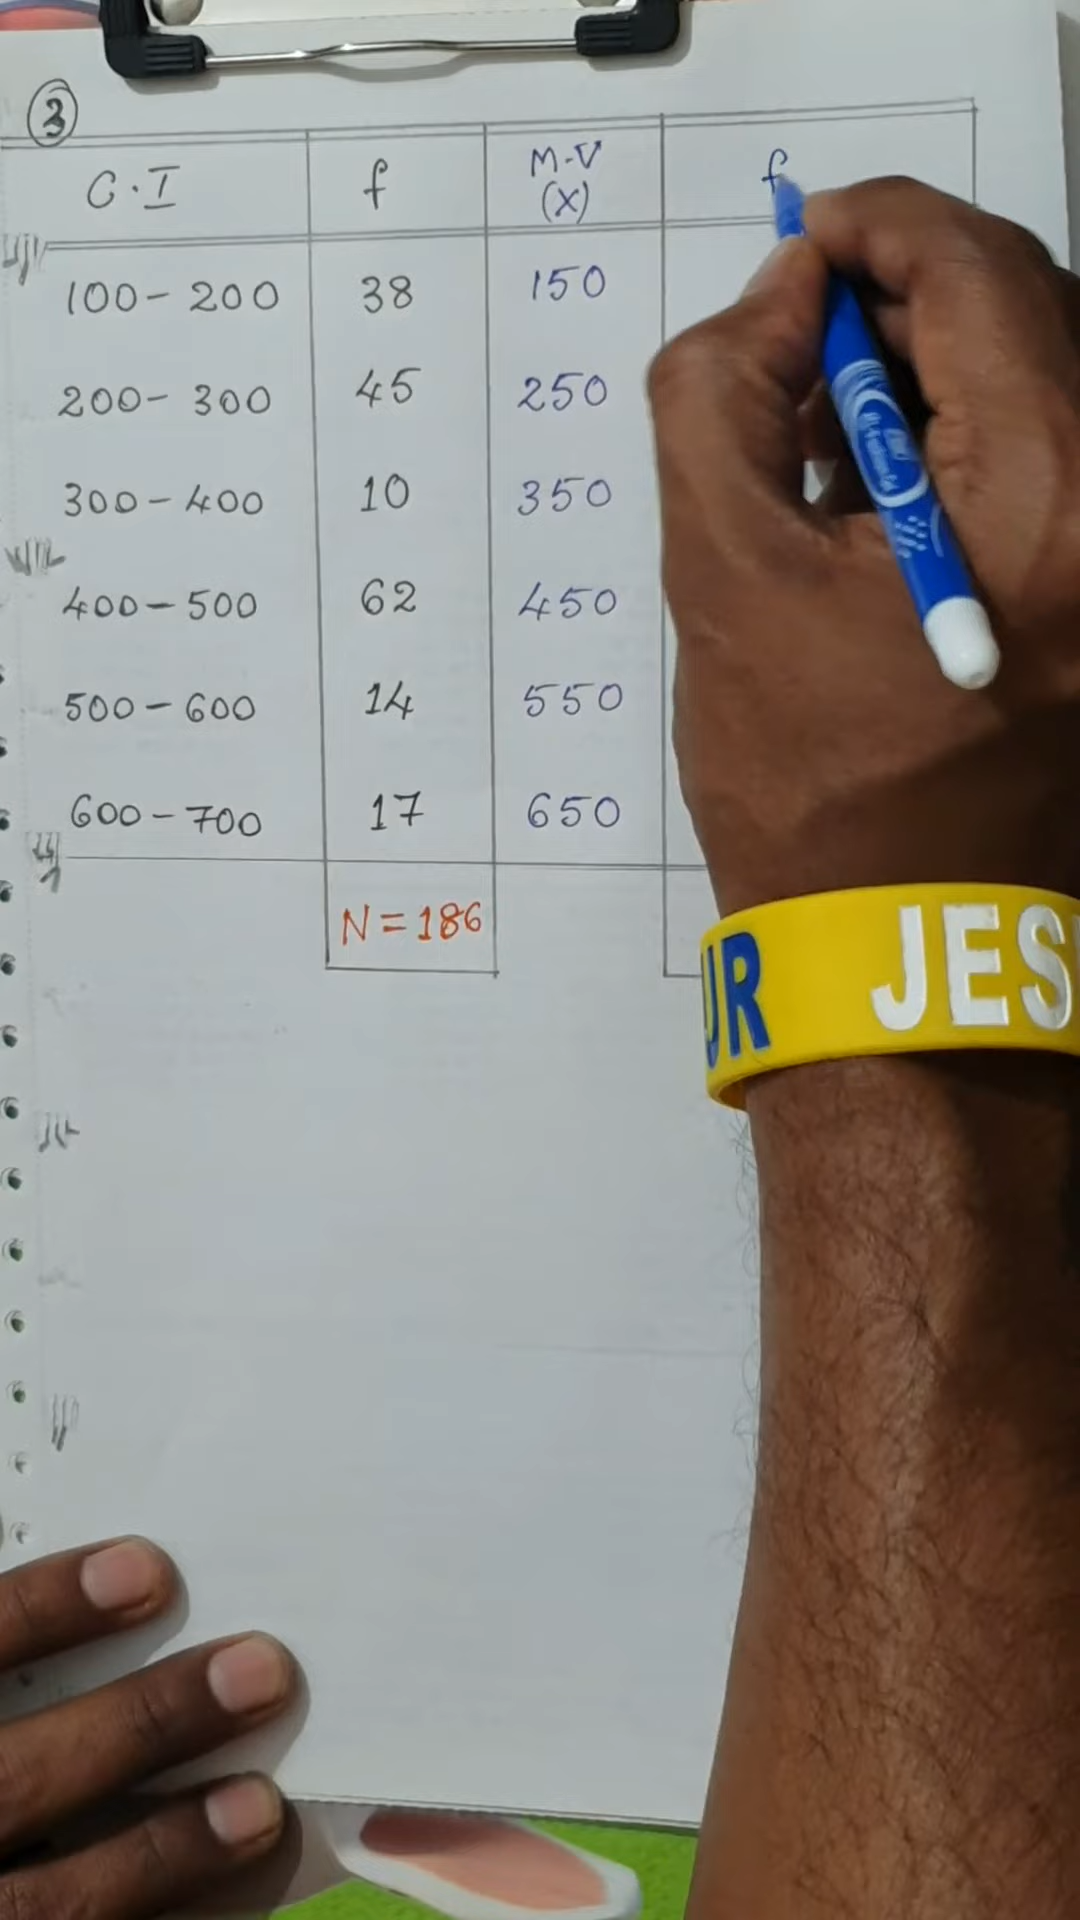 3
C.I f M-V (X) f
100-200 38 150
200-300 45 250
300-400 10 350
400-500 62 450
500-600 14 550
600-700 17 650
N = 186
UR JES